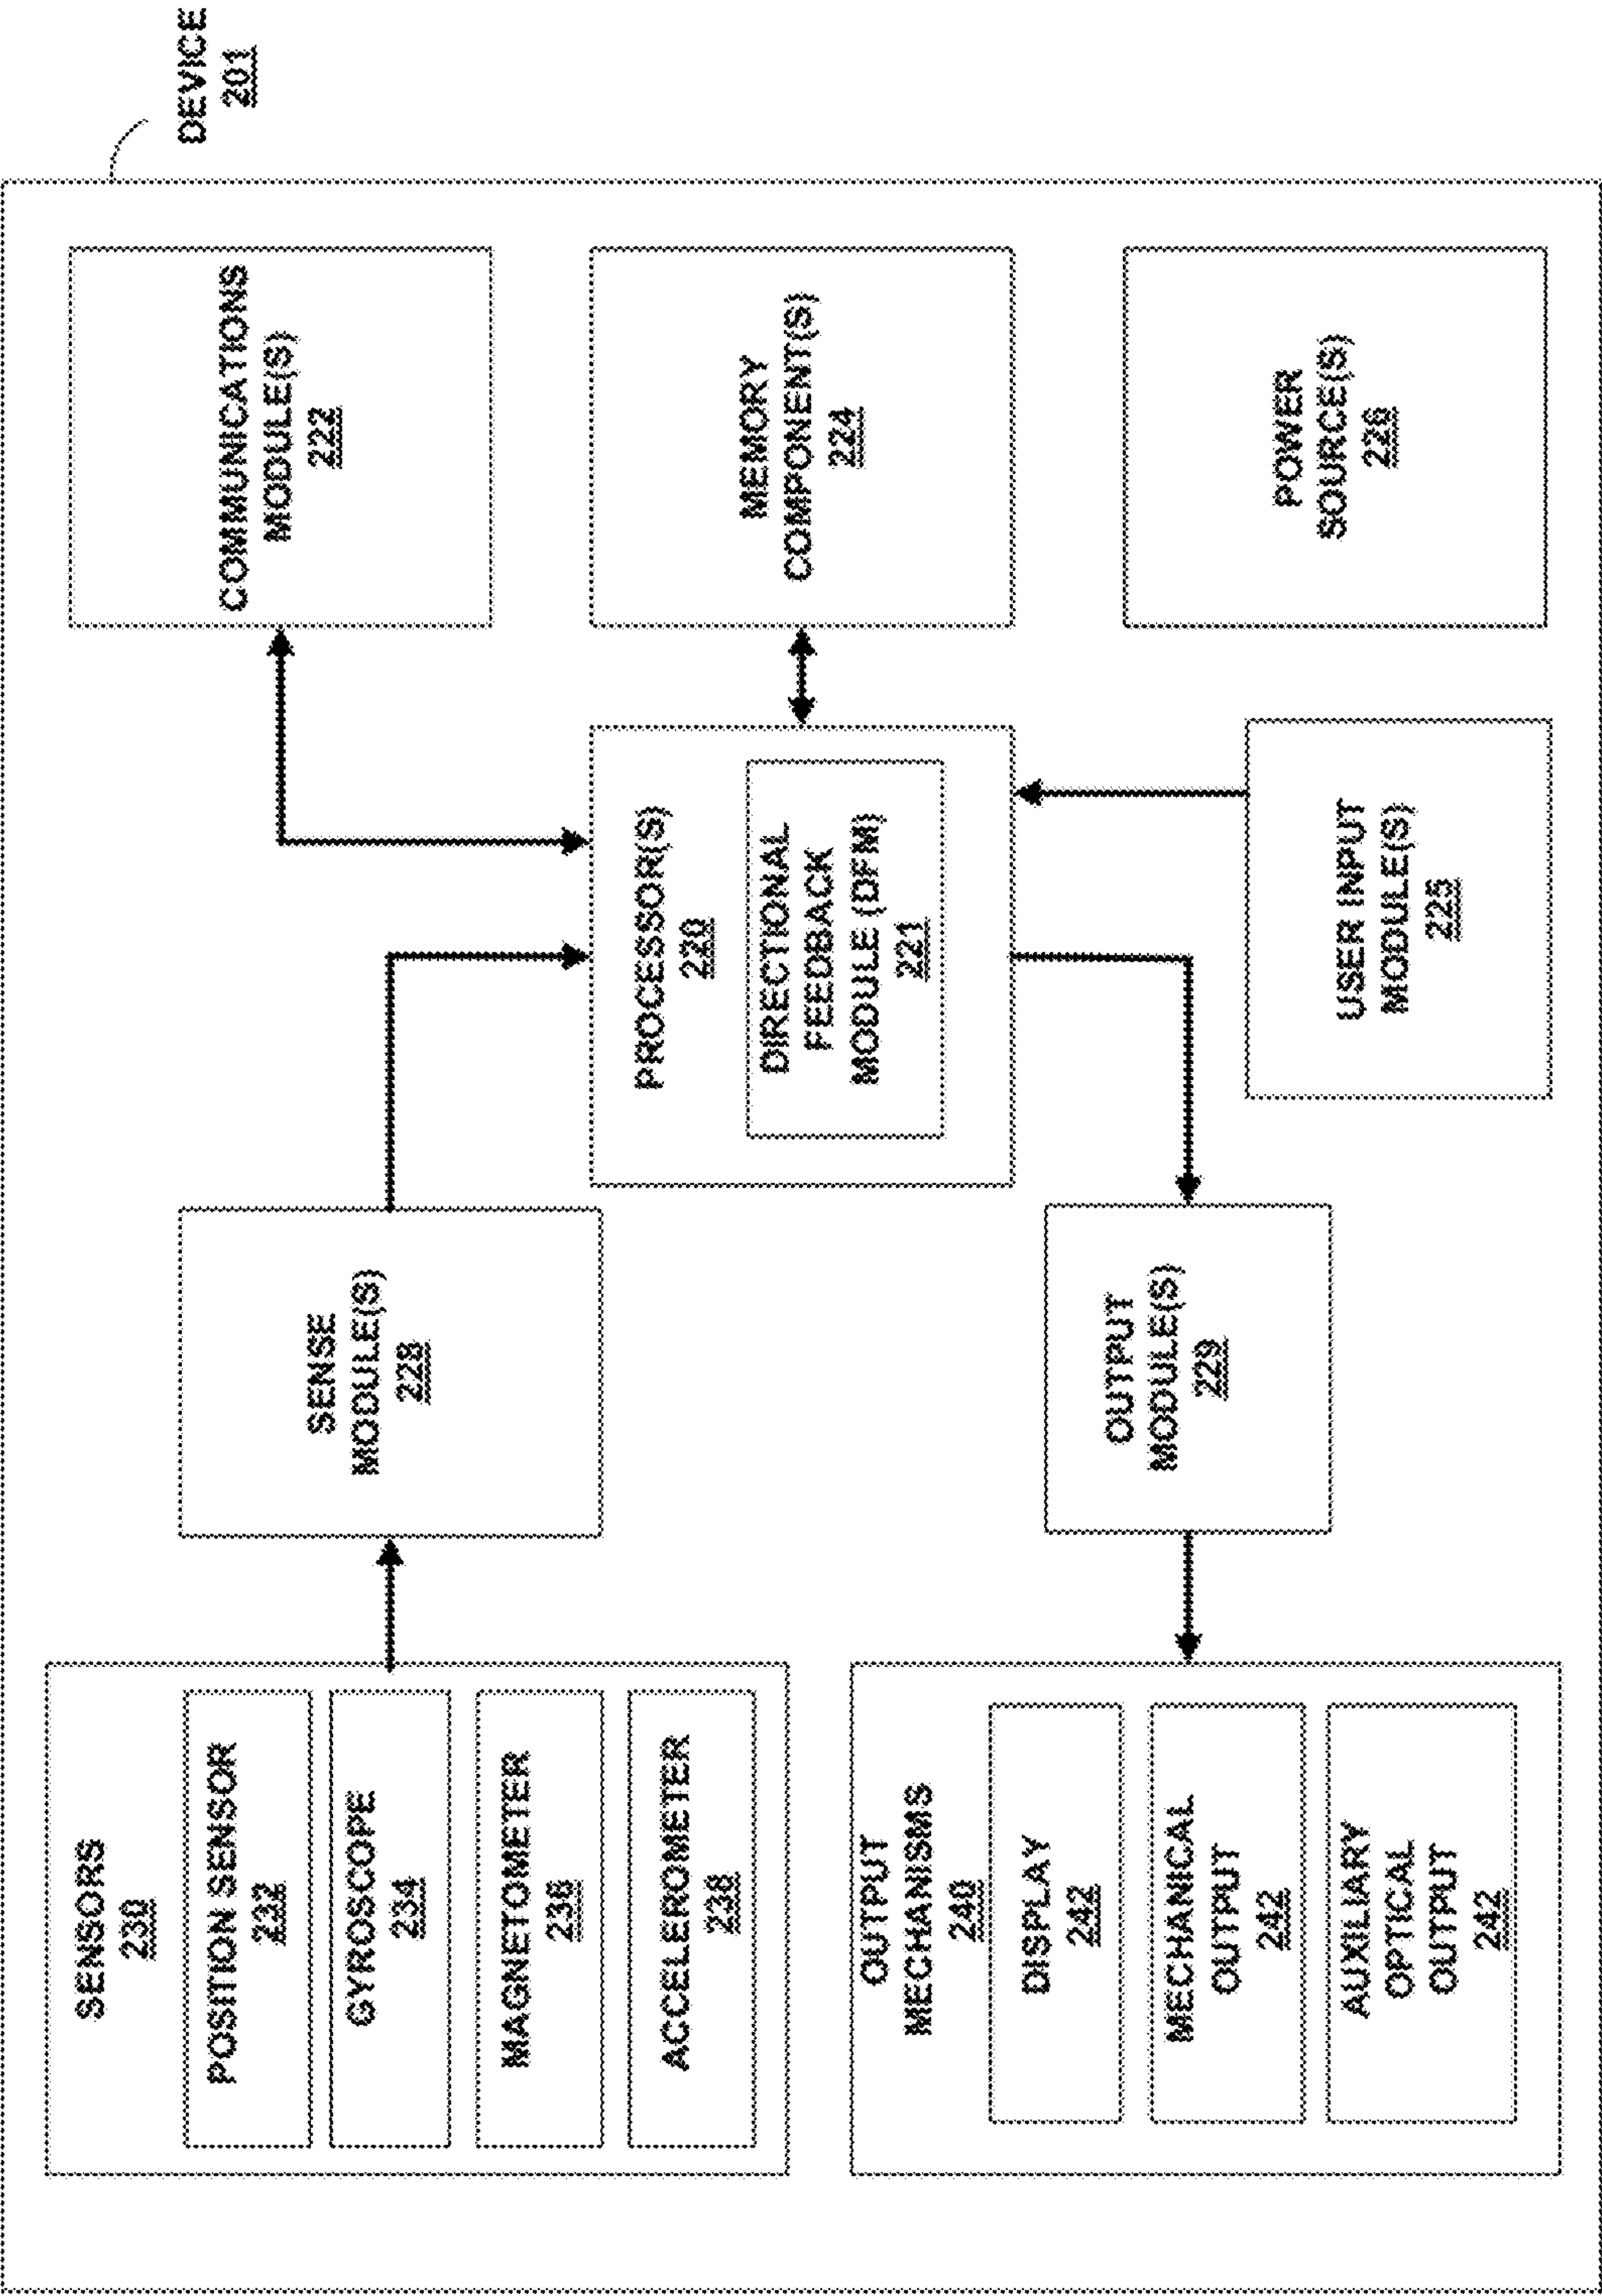 DEVICE
201
SENSORS
230
POSITION SENSOR
232
GYROSCOPE
234
MAGNETOMETER
236
ACCELEROMETER
238
SENSE
MODULE(S)
228
COMMUNICATIONS
MODULE(S)
222
PROCESSOR(S)
220
DIRECTIONAL
FEEDBACK
MODULE (DFM)
221
MEMORY
COMPONENT(S)
224
OUTPUT
MECHANISMS
240
DISPLAY
242
MECHANICAL
OUTPUT
242
AUXILIARY
OPTICAL
OUTPUT
242
OUTPUT
MODULE(S)
229
USER INPUT
MODULE(S)
225
POWER
SOURCE(S)
226